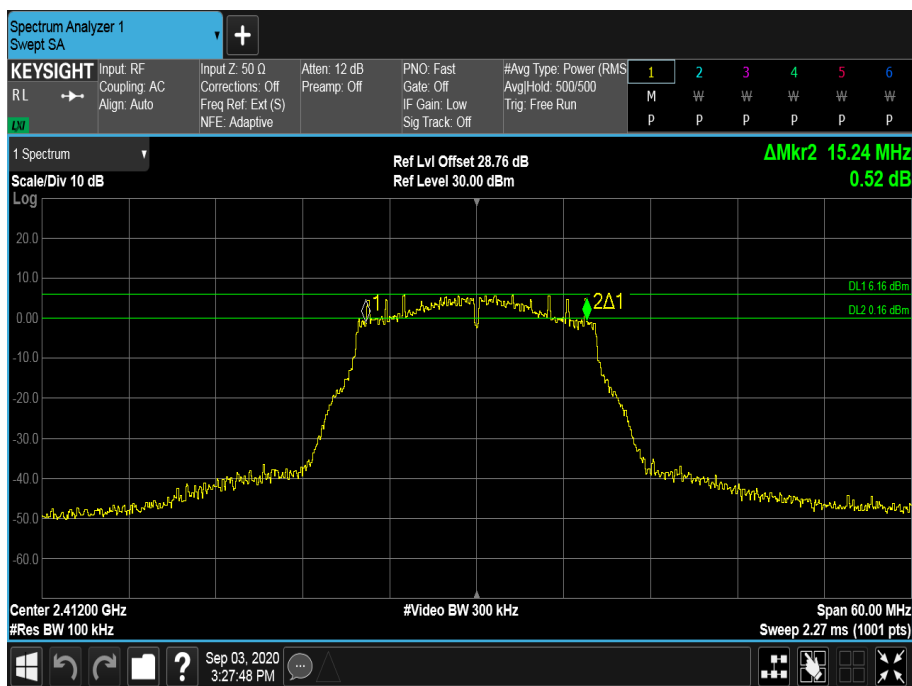 Spectrum Analyzer 1
Swept SA
+
KEYSIGHT
RL
LXI
Input: RF
Coupling: AC
Align: Auto
Input Z: 50 Ω
Corrections: Off
Freq Ref: Ext (S)
NFE: Adaptive
Atten: 12 dB
Preamp: Off
PNO: Fast
Gate: Off
IF Gain: Low
Sig Track: Off
#Avg Type: Power (RMS
Avg|Hold: 500/500
Trig: Free Run
1 2 3 4 5 6
M W W W W W
P P P P P P
1 Spectrum
Scale/Div 10 dB
Ref Lvl Offset 28.76 dB
Ref Level 30.00 dBm
ΔMkr2 15.24 MHz
0.52 dB
Log
20.0
10.0
0.00
-10.0
-20.0
-30.0
-40.0
-50.0
-60.0
1
2Δ1
DL1 6.16 dBm
DL2 0.16 dBm
Center 2.41200 GHz
#Res BW 100 kHz
#Video BW 300 kHz
Span 60.00 MHz
Sweep 2.27 ms (1001 pts)
?
Sep 03, 2020
3:27:48 PM